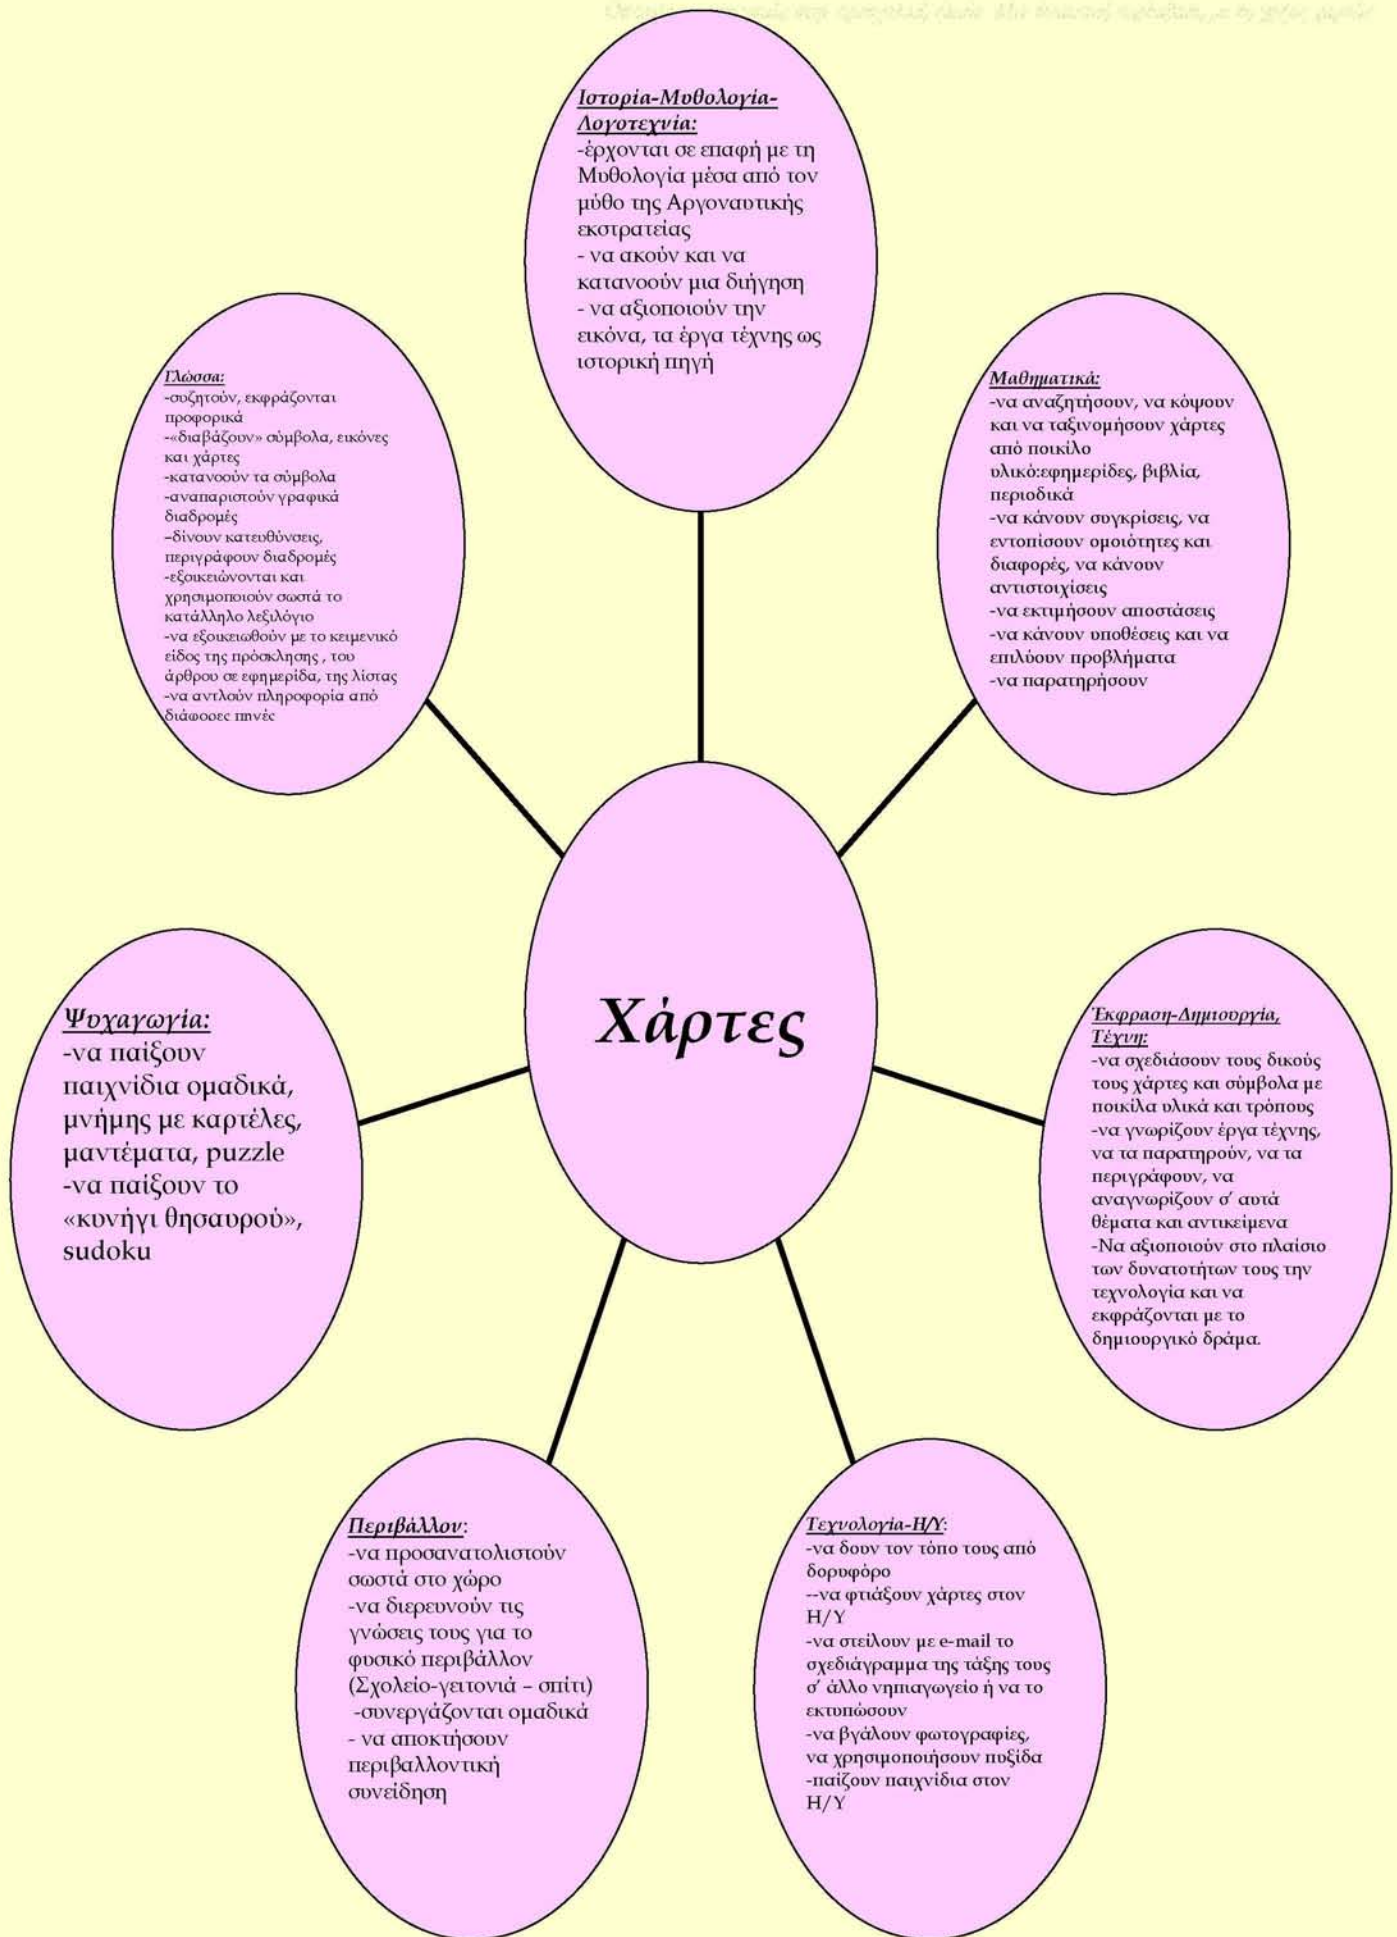 Ιστορία-Μυθολογία-
Λογοτεχνία:
-έρχονται σε επαφή με τη
Μυθολογία μέσα από τον
μύθο της Αργοναυτικής
εκστρατείας
- να ακούν και να
κατανοούν μια διήγηση
- να αξιοποιούν την
εικόνα, τα έργα τέχνης ως
ιστορική πηγή
Γλώσσα:
-συζητούν, εκφράζονται
προφορικά
-«διαβάζουν» σύμβολα, εικόνες
και χάρτες
-κατανοούν τα σύμβολα
-αναπαριστούν γραφικά
διαδρομές
–δίνουν κατευθύνσεις,
περιγράφουν διαδρομές
-εξοικειώνονται και
χρησιμοποιούν σωστά το
κατάλληλο λεξιλόγιο
-να εξοικειωθούν με το κειμενικό
είδος της πρόσκλησης , του
άρθρου σε εφημερίδα, της λίστας
-να αντλούν πληροφορία από
διάφορες πηγές
Μαθηματικά:
-να αναζητήσουν, να κόψουν
και να ταξινομήσουν χάρτες
από ποικίλο
υλικό:εφημερίδες, βιβλία,
περιοδικά
-να κάνουν συγκρίσεις, να
εντοπίσουν ομοιότητες και
διαφορές, να κάνουν
αντιστοιχίσεις
-να εκτιμήσουν αποστάσεις
-να κάνουν υποθέσεις και να
επιλύουν προβλήματα
-να παρατηρήσουν
Χάρτες
Ψυχαγωγία:
-να παίξουν
παιχνίδια ομαδικά,
μνήμης με καρτέλες,
μαντέματα, puzzle
-να παίξουν το
«κυνήγι θησαυρού»,
sudoku
Έκφραση-Δημιουργία,
Τέχνη:
-να σχεδιάσουν τους δικούς
τους χάρτες και σύμβολα με
ποικίλα υλικά και τρόπους
-να γνωρίζουν έργα τέχνης,
να τα παρατηρούν, να τα
περιγράφουν, να
αναγνωρίζουν σ' αυτά
θέματα και αντικείμενα
-Να αξιοποιούν στο πλαίσιο
των δυνατοτήτων τους την
τεχνολογία και να
εκφράζονται με το
δημιουργικό δράμα.
Περιβάλλον:
-να προσανατολιστούν
σωστά στο χώρο
-να διερευνούν τις
γνώσεις τους για το
φυσικό περιβάλλον
(Σχολείο-γειτονιά – σπίτι)
-συνεργάζονται ομαδικά
- να αποκτήσουν
περιβαλλοντική
συνείδηση
Τεχνολογία-Η/Υ:
-να δουν τον τόπο τους από
δορυφόρο
--να φτιάξουν χάρτες στον
Η/Υ
-να στείλουν με e-mail το
σχεδιάγραμμα της τάξης τους
σ' άλλο νηπιαγωγείο ή να το
εκτυπώσουν
-να βγάλουν φωτογραφίες,
να χρησιμοποιήσουν πυξίδα
-παίζουν παιχνίδια στον
Η/Υ